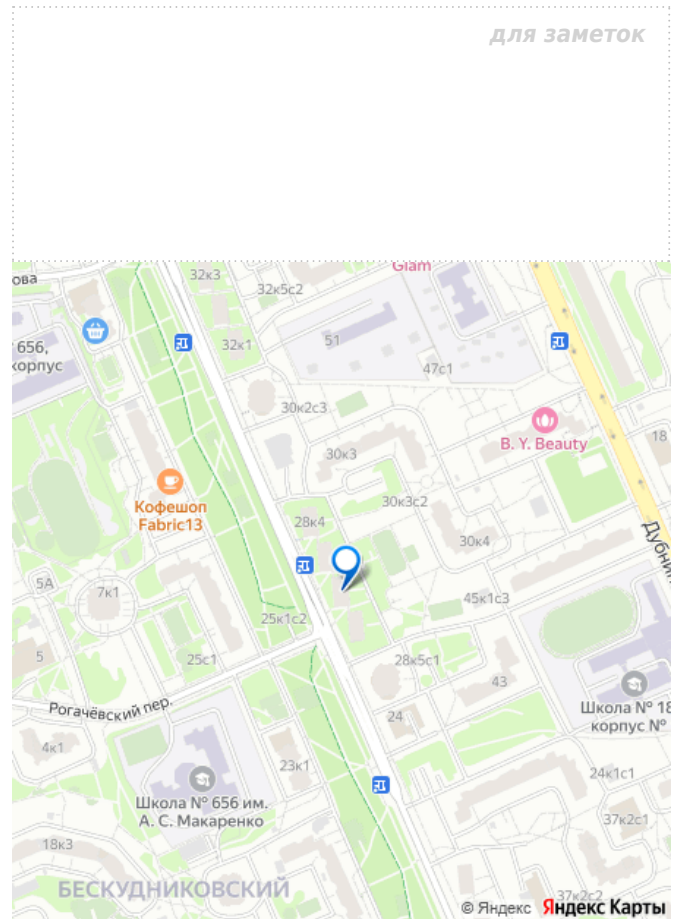 для заметок
ова
32к3
Glam
32к5с2
656,
корпус
32к1
51
47с1
30к2с3
B. Y. Beauty
18
30к3
Кофешоп
Fabric13
28к4
30к3с2
30к4
Дубнин
5А
7к1
25к1с2
45к1с3
5
25с1
28к5с1
43
Школа № 18
корпус №
Рогачёвский пер.
24
4к1
23к1
24к1с1
Школа № 656 им.
А. С. Макаренко
37к2с1
18к3
БЕСКУДНИКОВСКИЙ
37к2с2
© Яндекс Яндекс Карты